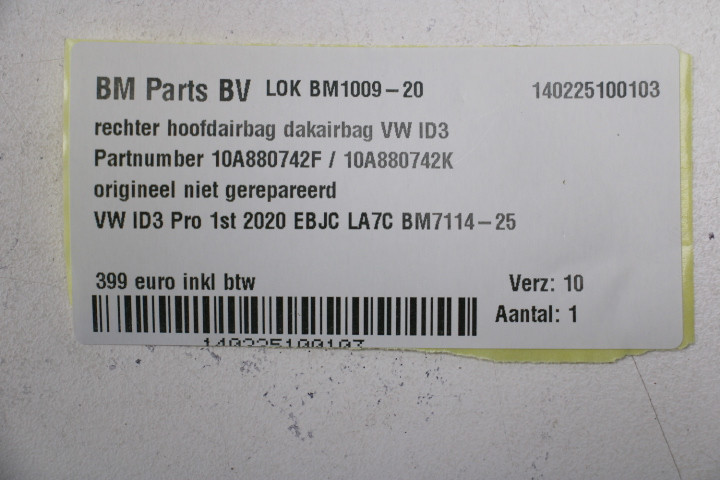 BM Parts BV LOK BM1009-20 140225100103
rechter hoofdairbag dakairbag VW ID3
Partnumber 10A880742F / 10A880742K
origineel niet gerepareerd
VW ID3 Pro 1st 2020 EBJC LA7C BM7114-25
399 euro inkl btw Verz: 10
Aantal: 1
140225100103